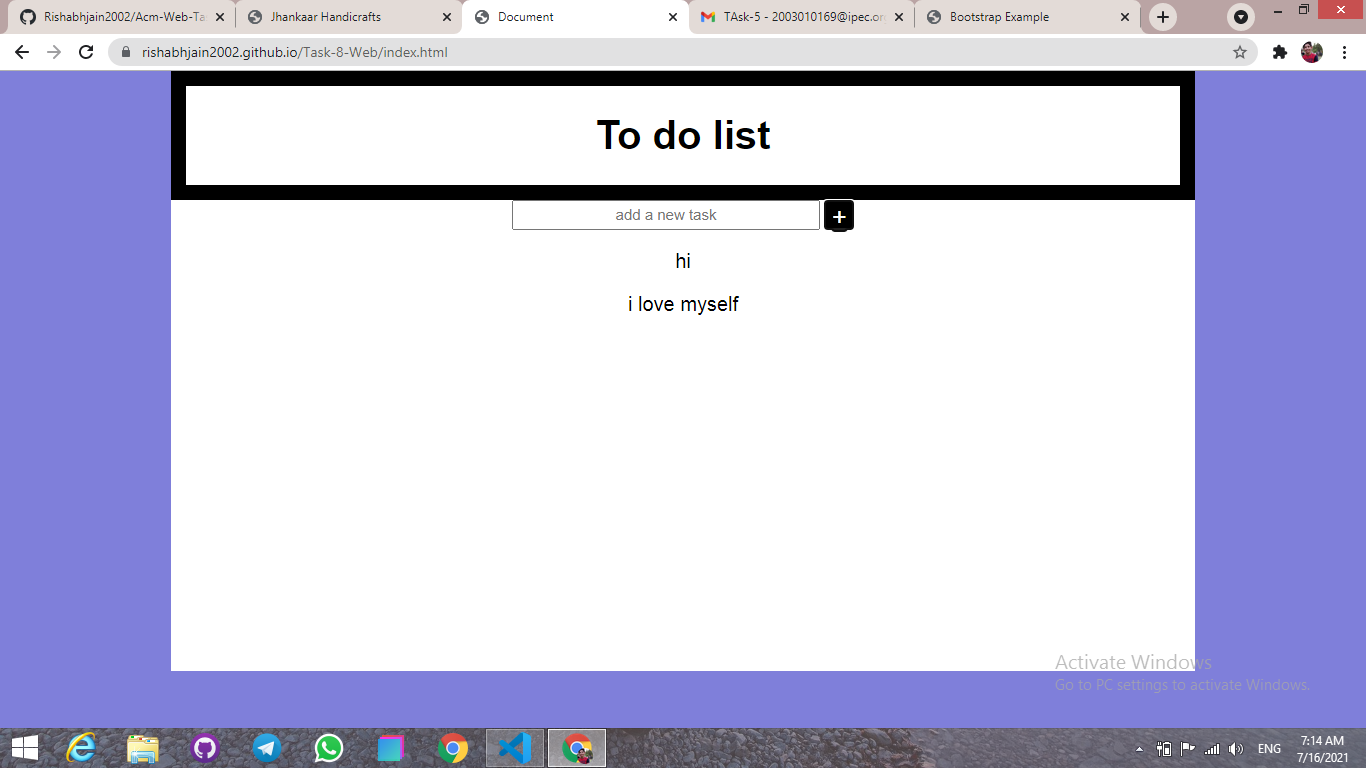 Rishabhjain2002/Acm-Web-Ta
Jhankaar Handicrafts
Document
TAsk-5 - 2003010169@ipec.or
Bootstrap Example
rishabhjain2002.github.io/Task-8-Web/index.html
To do list
add a new task
+
hi
i love myself
Activate Windows
Go to PC settings to activate Windows.
ENG
7:14 AM
7/16/2021